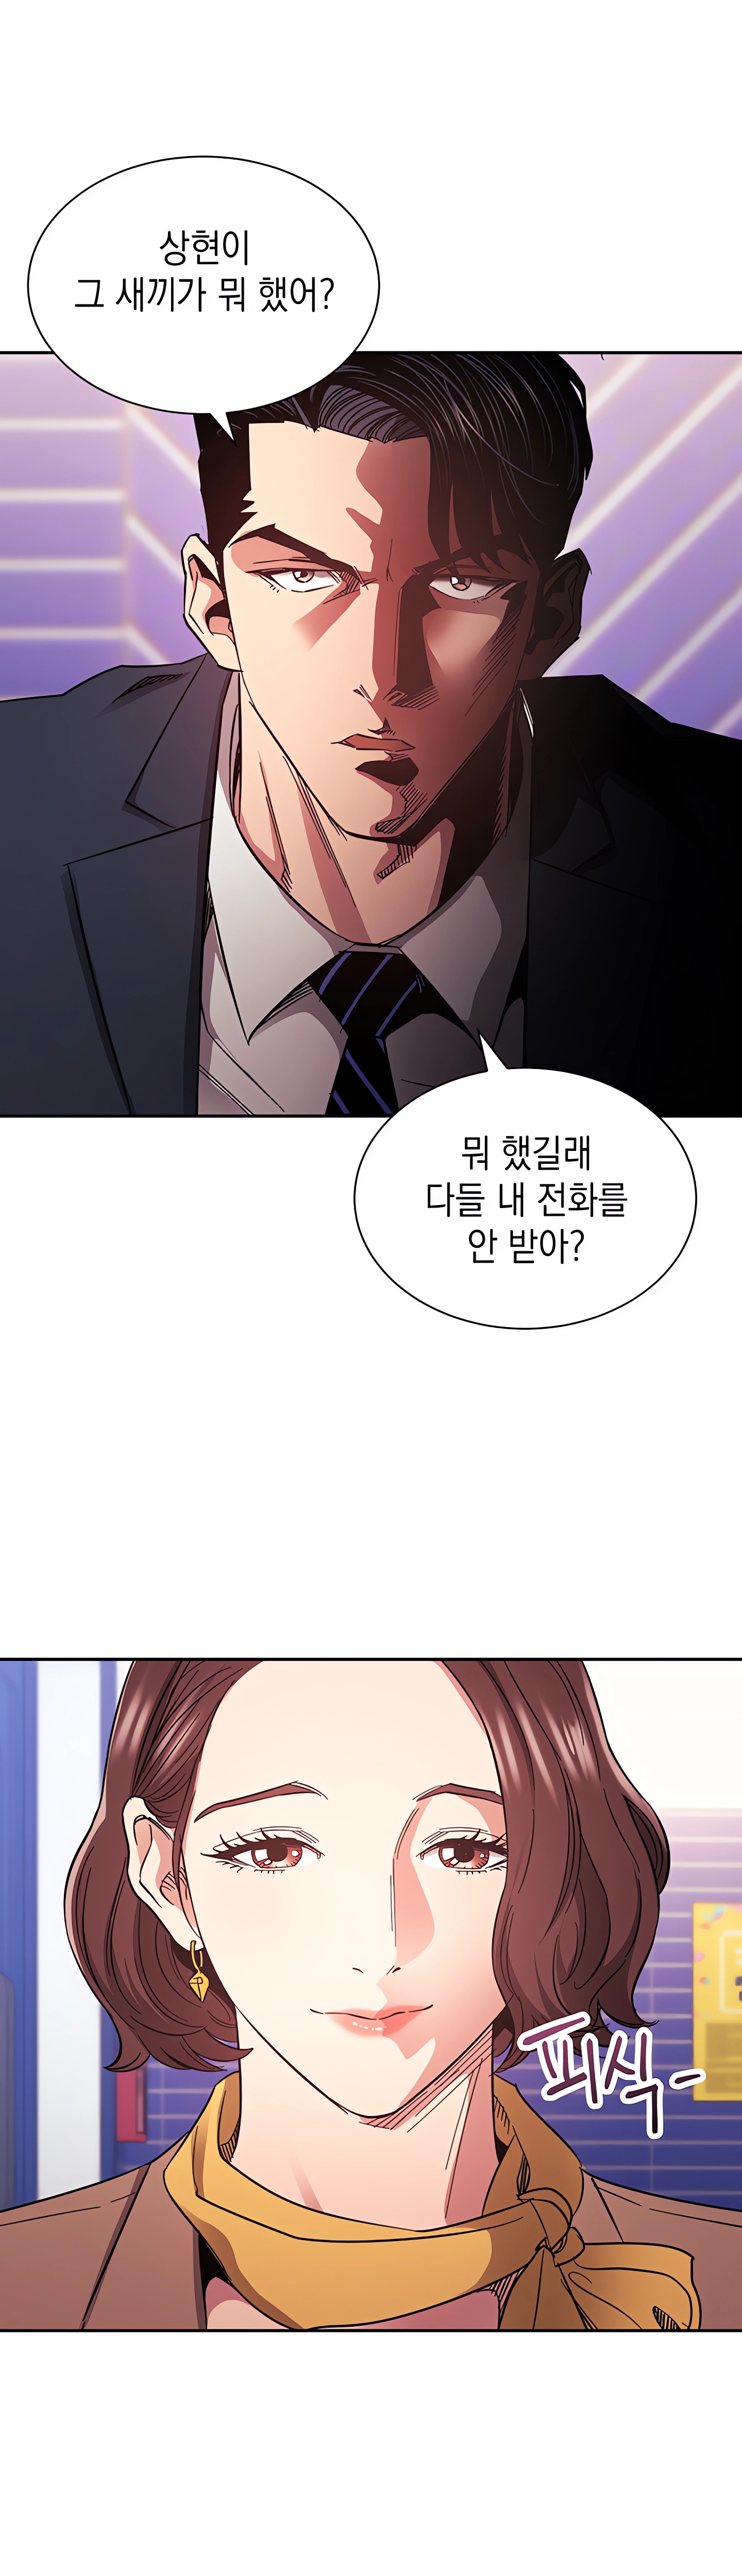 상현이
그 새끼가 뭐 했어?
뭐 했길래
다들 내 전화를
안 받아?
피식-